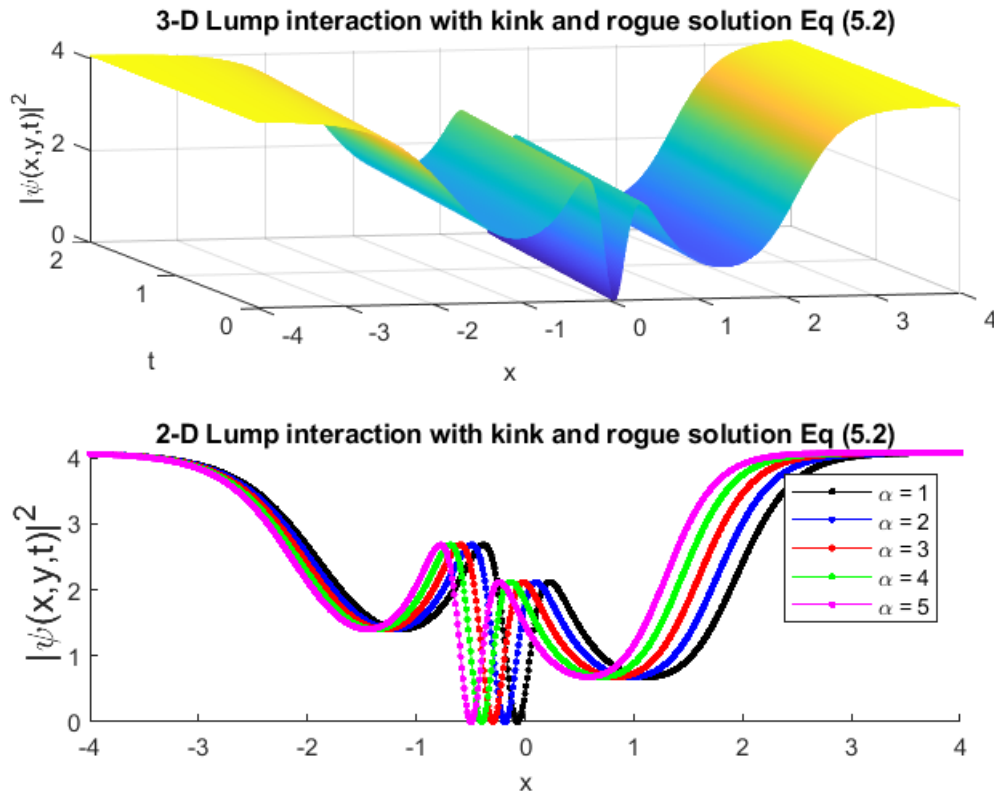 3-D Lump interaction with kink and rogue solution Eq (5.2)
|ψ(x,y,t)|²
4
2
0
2
1
0
t
-4
-3
-2
-1
0
1
2
3
4
x
2-D Lump interaction with kink and rogue solution Eq (5.2)
|ψ(x,y,t)|²
4
3
2
1
0
-4
-3
-2
-1
0
1
2
3
4
x
α = 1
α = 2
α = 3
α = 4
α = 5